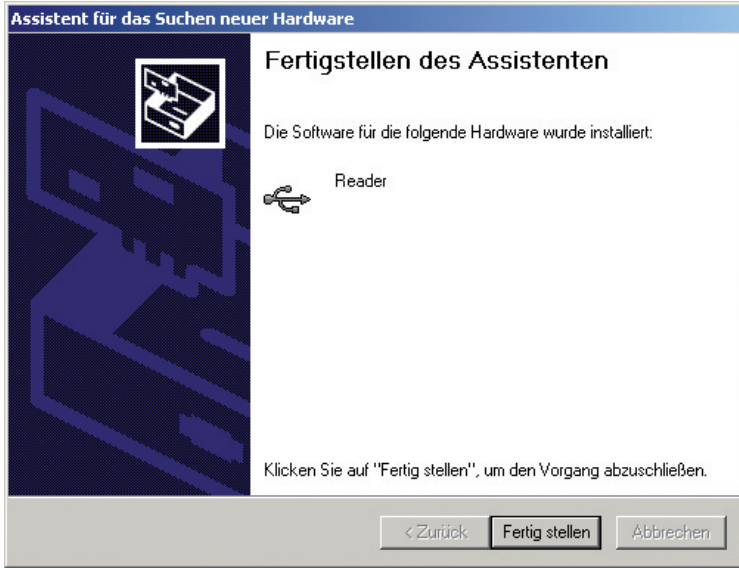 Assistent für das Suchen neuer Hardware
Fertigstellen des Assistenten
Die Software für die folgende Hardware wurde installiert:
Reader
Klicken Sie auf "Fertig stellen", um den Vorgang abzuschließen.
< Zurück Fertig stellen Abbrechen